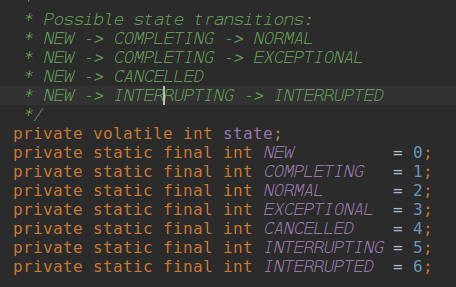 * Possible state transitions:
* NEW -> COMPLETING -> NORMAL
* NEW -> COMPLETING -> EXCEPTIONAL
* NEW -> CANCELLED
* NEW -> INTERRUPTING -> INTERRUPTED
*/
private volatile int state;
private static final int NEW          = 0;
private static final int COMPLETING   = 1;
private static final int NORMAL       = 2;
private static final int EXCEPTIONAL  = 3;
private static final int CANCELLED    = 4;
private static final int INTERRUPTING = 5;
private static final int INTERRUPTED  = 6;